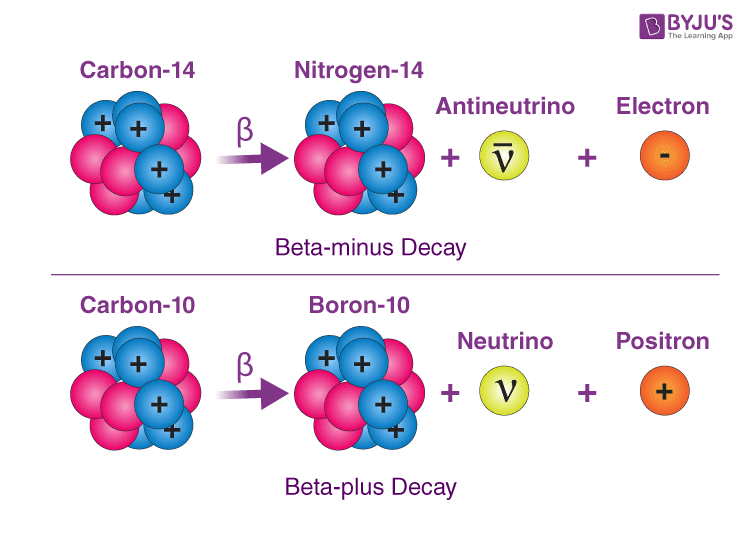 BYJU'S
The Learning App
Carbon-14
Nitrogen-14
Antineutrino
Electron
+ + + +
β
+ + + +
+ ν̄ + -
Beta-minus Decay
Carbon-10
Boron-10
Neutrino
Positron
+ + + +
β
+ + + +
+ ν + +
Beta-plus Decay